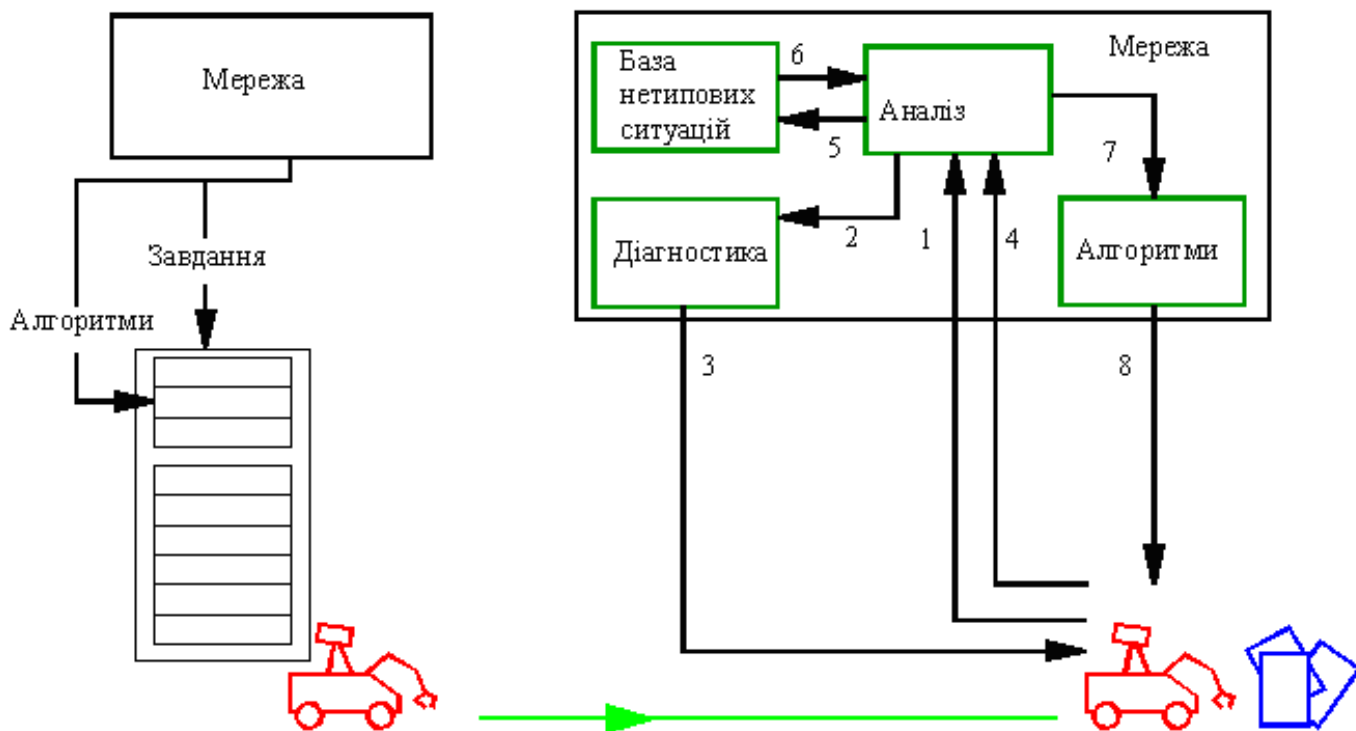 Мережа
Завдання
Алгоритми
Мережа
База
нетипових
ситуацій
6
Аналіз
5
7
Діагностика
2
1
4
Алгоритми
3
8